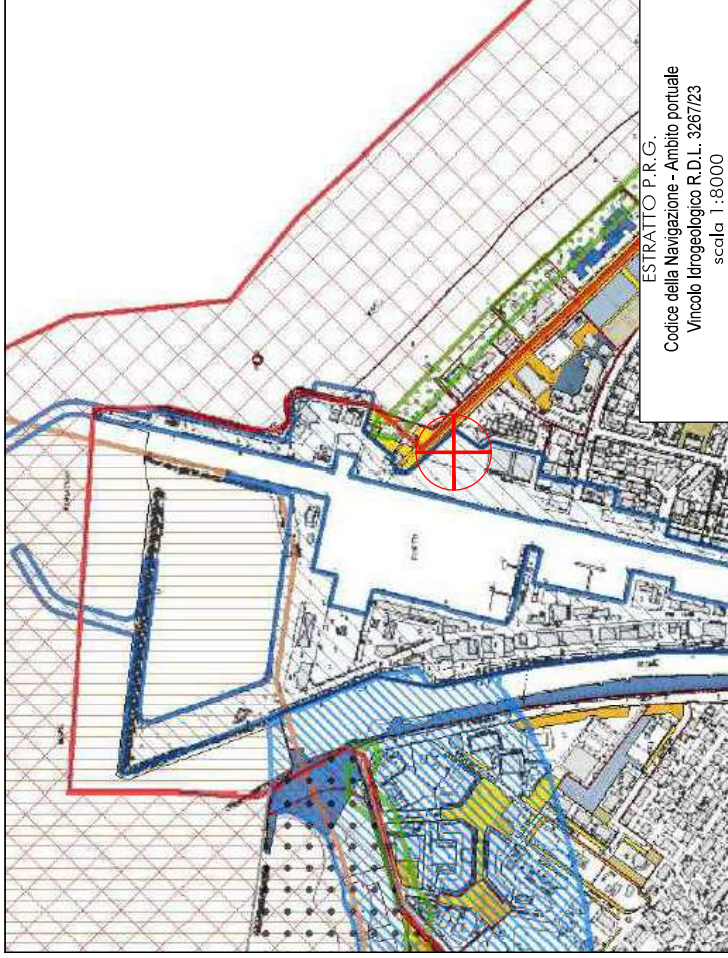 ESTRATTO P.R.G.
Codice della Navigazione - Ambito portuale
Vincolo Idrogeologico R.D.L. 3267/23
scala 1:8000